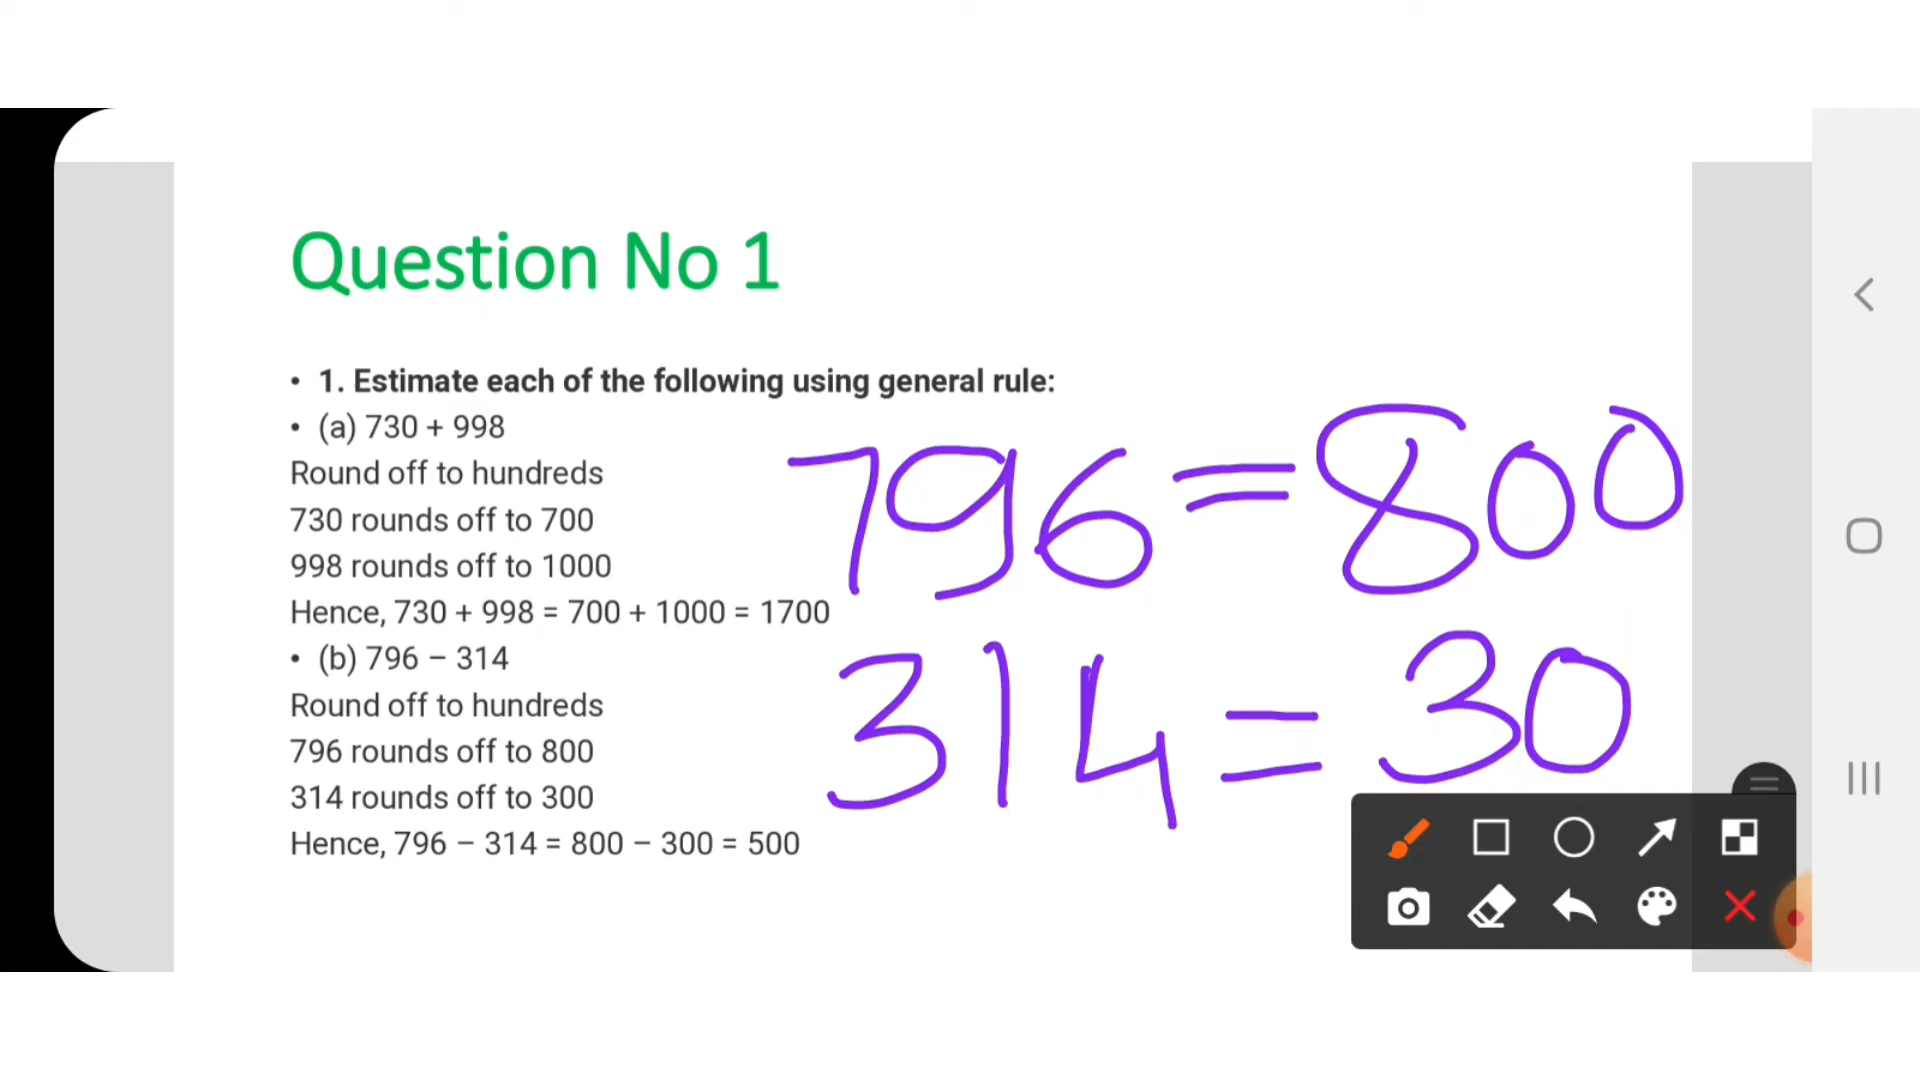 Question No 1
• 1. Estimate each of the following using general rule:
• (a) 730 + 998
Round off to hundreds
730 rounds off to 700
998 rounds off to 1000
Hence, 730 + 998 = 700 + 1000 = 1700
• (b) 796 – 314
Round off to hundreds
796 rounds off to 800
314 rounds off to 300
Hence, 796 – 314 = 800 – 300 = 500
796=800
314=30